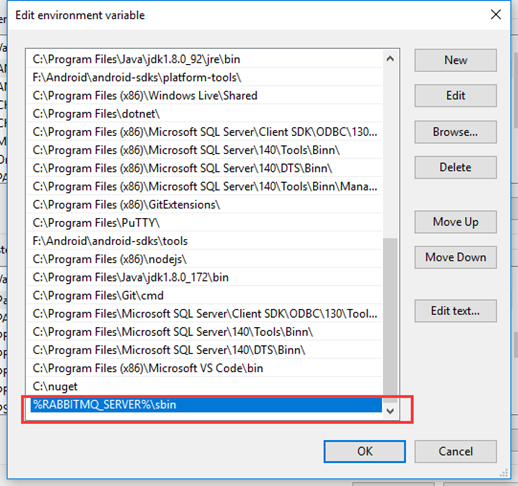 Edit environment variable
C:\Program Files\Java\jdk1.8.0_92\jre\bin
F:\Android\android-sdks\platform-tools\
C:\Program Files (x86)\Windows Live\Shared
C:\Program Files\dotnet\
C:\Program Files (x86)\Microsoft SQL Server\Client SDK\ODBC\130...
C:\Program Files (x86)\Microsoft SQL Server\140\Tools\Binn\
C:\Program Files (x86)\Microsoft SQL Server\140\DTS\Binn\
C:\Program Files (x86)\Microsoft SQL Server\140\Tools\Binn\Mana...
C:\Program Files (x86)\GitExtensions\
C:\Program Files\PuTTY\
F:\Android\android-sdks\tools
C:\Program Files (x86)\nodejs\
C:\Program Files (x86)\Java\jdk1.8.0_172\bin
C:\Program Files\Git\cmd
C:\Program Files\Microsoft SQL Server\Client SDK\ODBC\130\Tool...
C:\Program Files\Microsoft SQL Server\140\Tools\Binn\
C:\Program Files\Microsoft SQL Server\140\DTS\Binn\
C:\Program Files (x86)\Microsoft VS Code\bin
C:\nuget
%RABBITMQ_SERVER%\sbin
New
Edit
Browse...
Delete
Move Up
Move Down
Edit text...
OK
Cancel